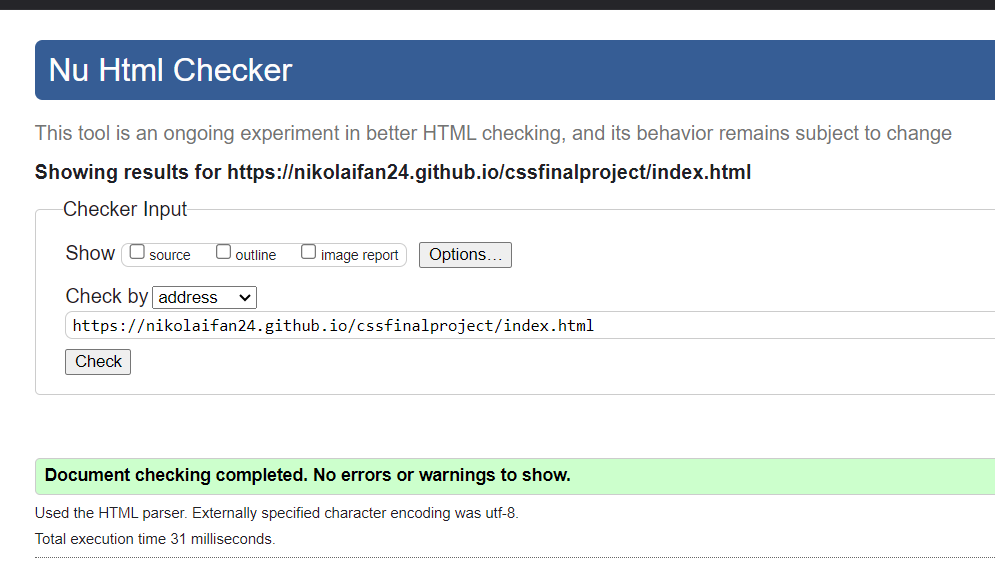 Nu Html Checker
This tool is an ongoing experiment in better HTML checking, and its behavior remains subject to change
Showing results for https://nikolaifan24.github.io/cssfinalproject/index.html
Checker Input
Show source outline image report Options...
Check by address
https://nikolaifan24.github.io/cssfinalproject/index.html
Check
Document checking completed. No errors or warnings to show.
Used the HTML parser. Externally specified character encoding was utf-8.
Total execution time 31 milliseconds.